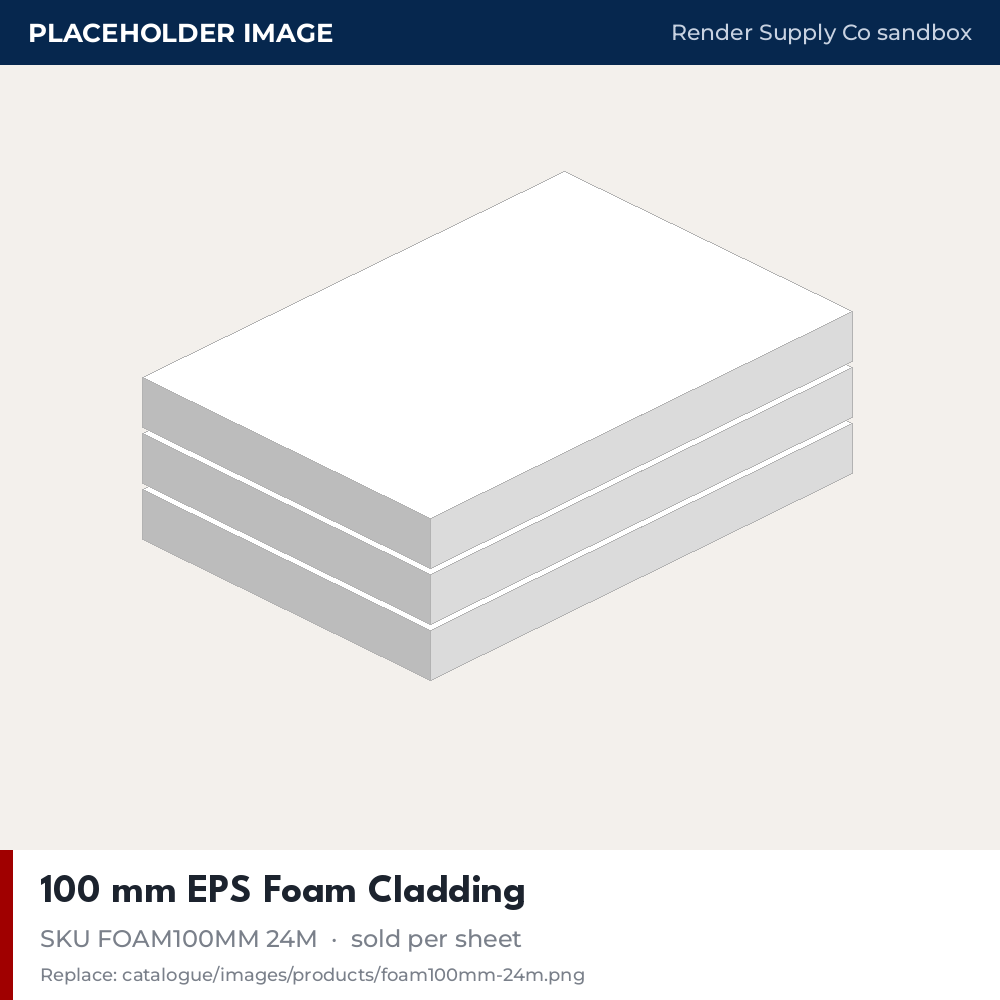 PLACEHOLDER IMAGE
Render Supply Co sandbox
100 mm EPS Foam Cladding
SKU FOAM100MM 24M · sold per sheet
Replace: catalogue/images/products/foam100mm-24m.png